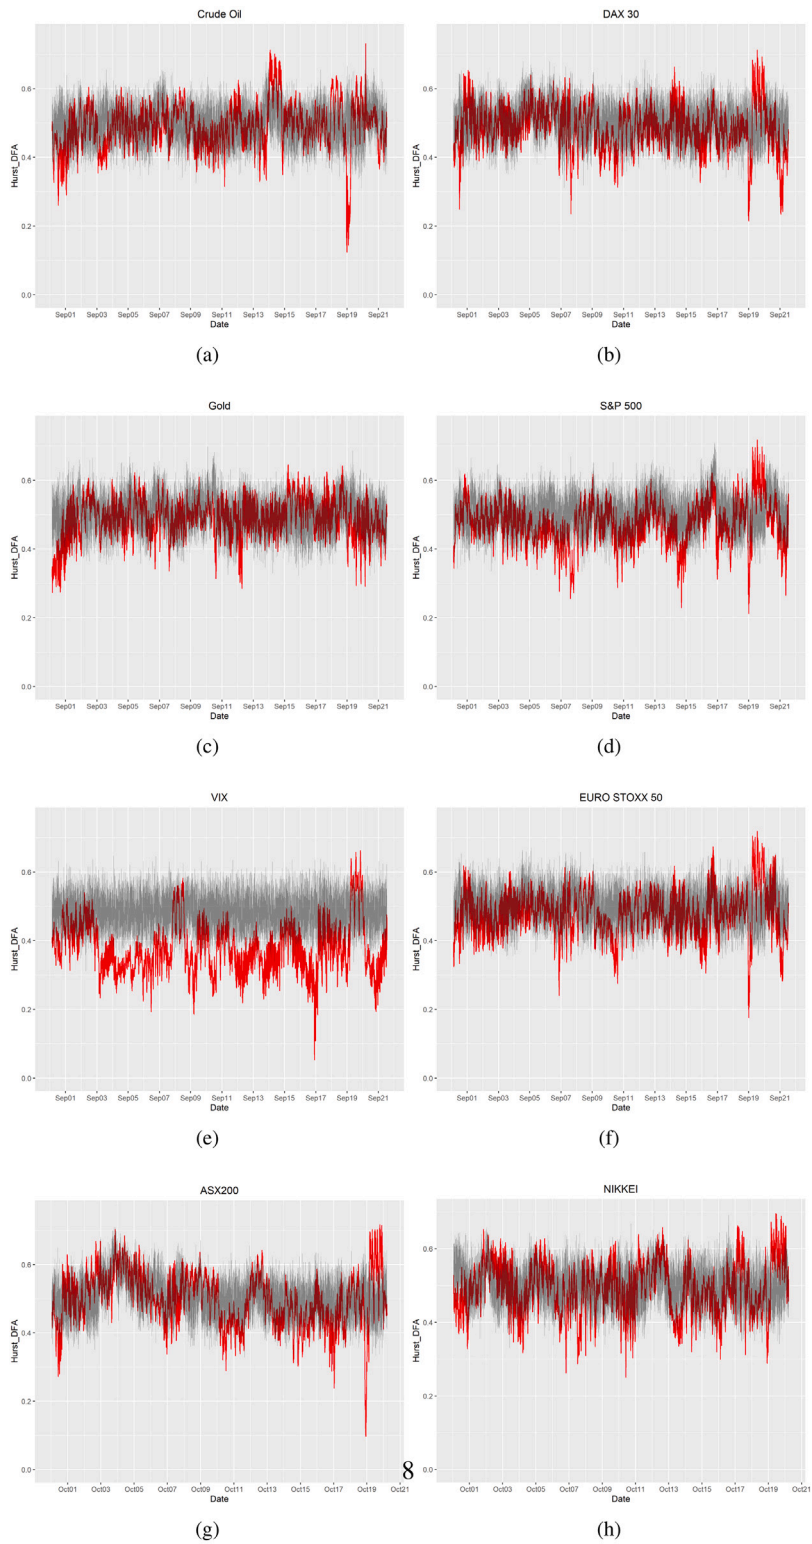 Crude Oil
Hurst_DFA
0.6
0.4
0.2
0.0
Sep01 Sep03 Sep05 Sep07 Sep09 Sep11 Sep13 Sep15 Sep17 Sep19 Sep21
Date
(a)
DAX 30
Hurst_DFA
0.6
0.4
0.2
0.0
Sep01 Sep03 Sep05 Sep07 Sep09 Sep11 Sep13 Sep15 Sep17 Sep19 Sep21
Date
(b)
Gold
Hurst_DFA
0.6
0.4
0.2
0.0
Sep01 Sep03 Sep05 Sep07 Sep09 Sep11 Sep13 Sep15 Sep17 Sep19 Sep21
Date
(c)
S&P 500
Hurst_DFA
0.6
0.4
0.2
0.0
Sep01 Sep03 Sep05 Sep07 Sep09 Sep11 Sep13 Sep15 Sep17 Sep19 Sep21
Date
(d)
VIX
Hurst_DFA
0.6
0.4
0.2
0.0
Sep01 Sep03 Sep05 Sep07 Sep09 Sep11 Sep13 Sep15 Sep17 Sep19 Sep21
Date
(e)
EURO STOXX 50
Hurst_DFA
0.6
0.4
0.2
0.0
Sep01 Sep03 Sep05 Sep07 Sep09 Sep11 Sep13 Sep15 Sep17 Sep19 Sep21
Date
(f)
ASX200
Hurst_DFA
0.6
0.4
0.2
0.0
Oct01 Oct03 Oct05 Oct07 Oct09 Oct11 Oct13 Oct15 Oct17 Oct19 Oct21
Date
(g)
NIKKEI
Hurst_DFA
0.6
0.4
0.2
0.0
Oct01 Oct03 Oct05 Oct07 Oct09 Oct11 Oct13 Oct15 Oct17 Oct19 Oct21
Date
(h)
8